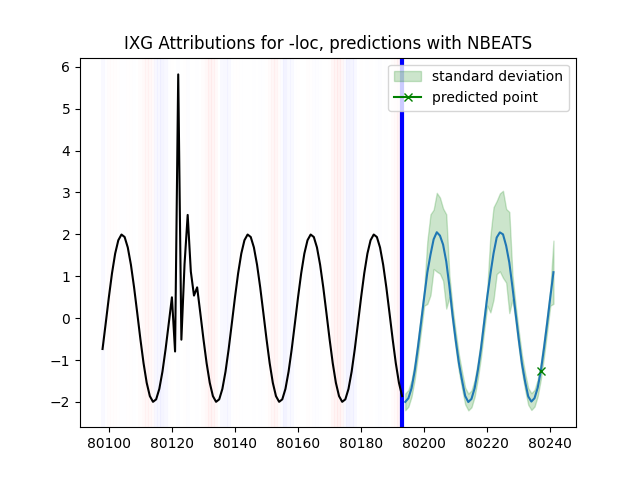 IXG Attributions for -loc, predictions with NBEATS
standard deviation
predicted point
6
5
4
3
2
1
0
−1
−2
80100 80120 80140 80160 80180 80200 80220 80240